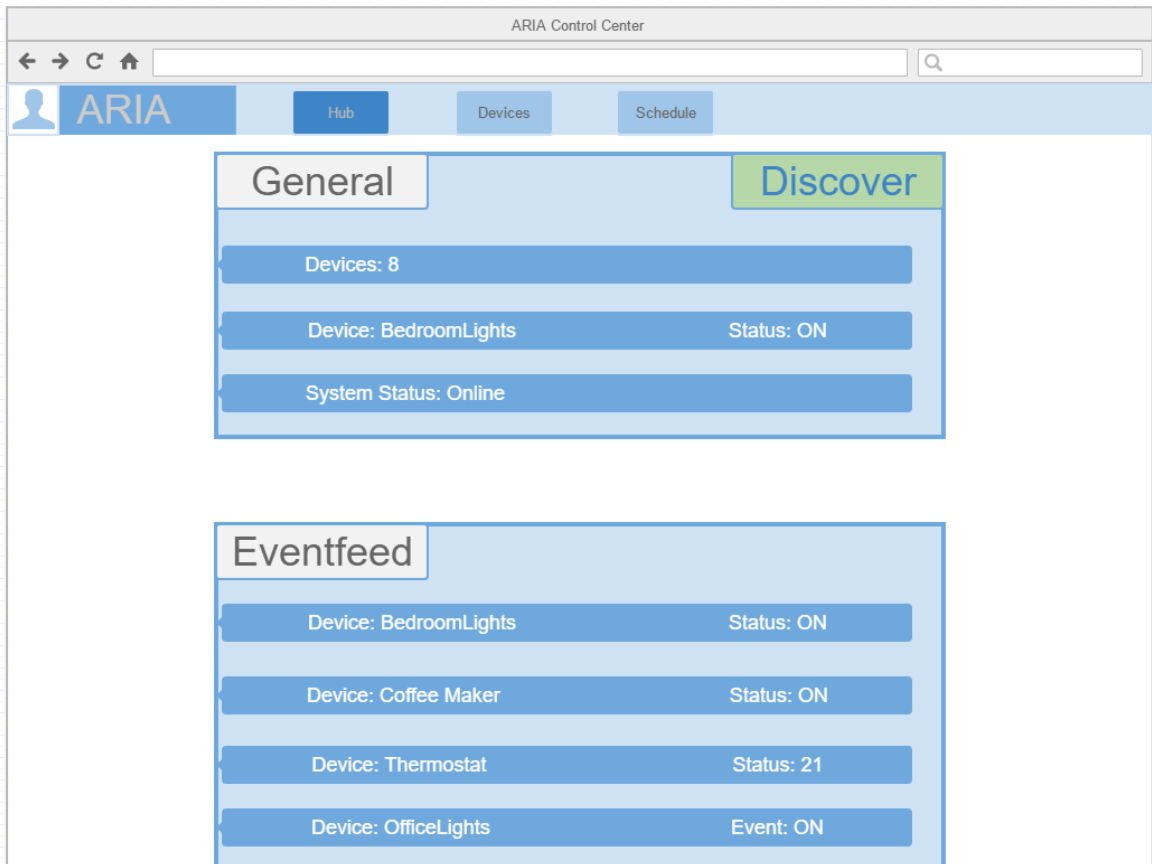 ARIA Control Center
ARIA
Hub
Devices
Schedule
General
Discover
Devices: 8
Device: BedroomLights Status: ON
System Status: Online
Eventfeed
Device: BedroomLights Status: ON
Device: Coffee Maker Status: ON
Device: Thermostat Status: 21
Device: OfficeLights Event: ON